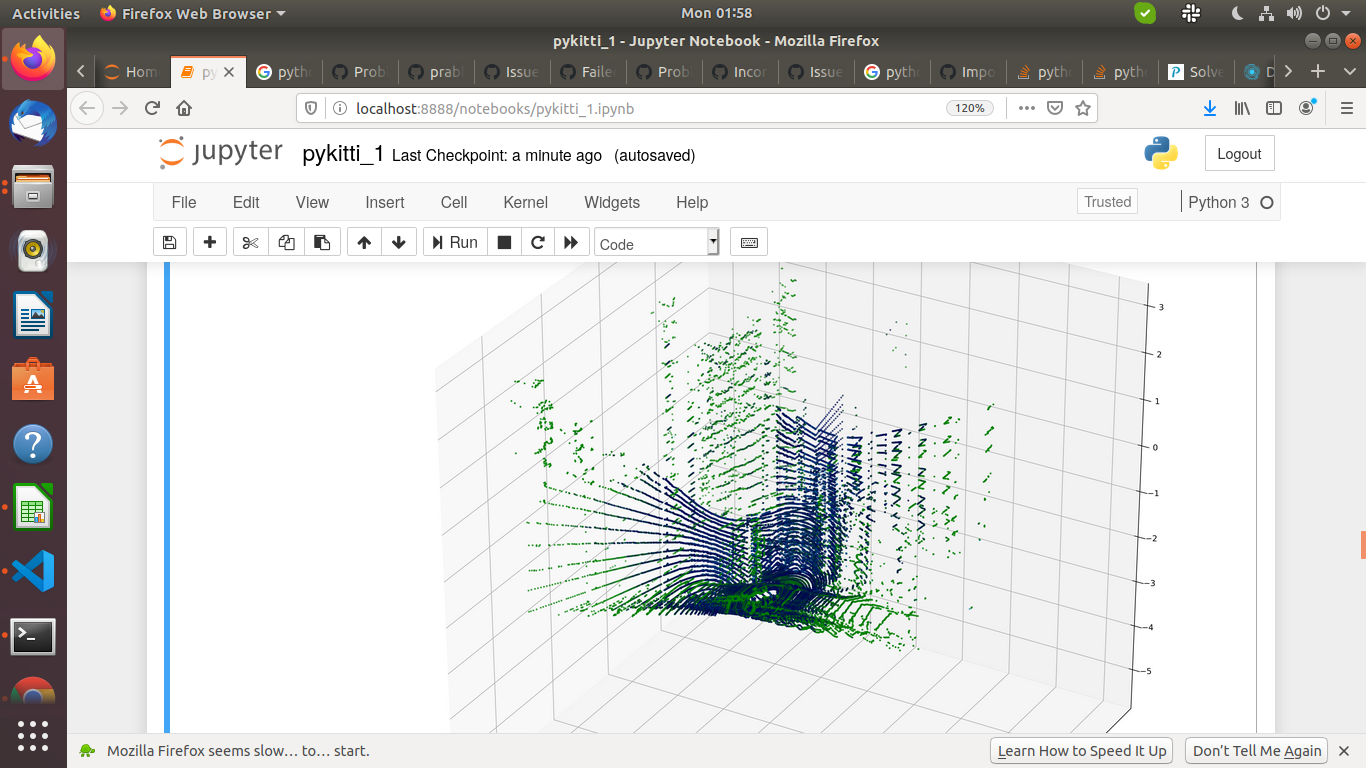 Activities Firefox Web Browser Mon 01:58
pykitti_1 - Jupyter Notebook - Mozilla Firefox
Hom py pyth Prob prabl Issue Faile Prob Incor Issue pyth Impo pyth pyth Solve D
localhost:8888/notebooks/pykitti_1.ipynb 120%
jupyter pykitti_1 Last Checkpoint: a minute ago (autosaved) Logout
File Edit View Insert Cell Kernel Widgets Help Trusted Python 3
Run Code
3
2
1
0
−1
−2
−3
−4
−5
Mozilla Firefox seems slow… to… start. Learn How to Speed It Up Don't Tell Me Again